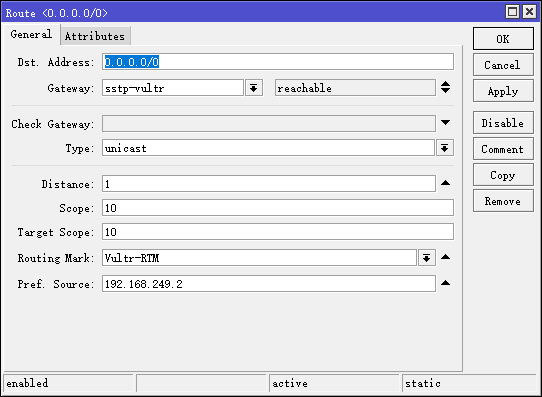 Route <0.0.0.0/0>
General Attributes
Dst. Address: 0.0.0.0/0
Gateway: sstp-vultr reachable
Check Gateway:
Type: unicast
Distance: 1
Scope: 10
Target Scope: 10
Routing Mark: Vultr-RTM
Pref. Source: 192.168.249.2
OK
Cancel
Apply
Disable
Comment
Copy
Remove
enabled active static